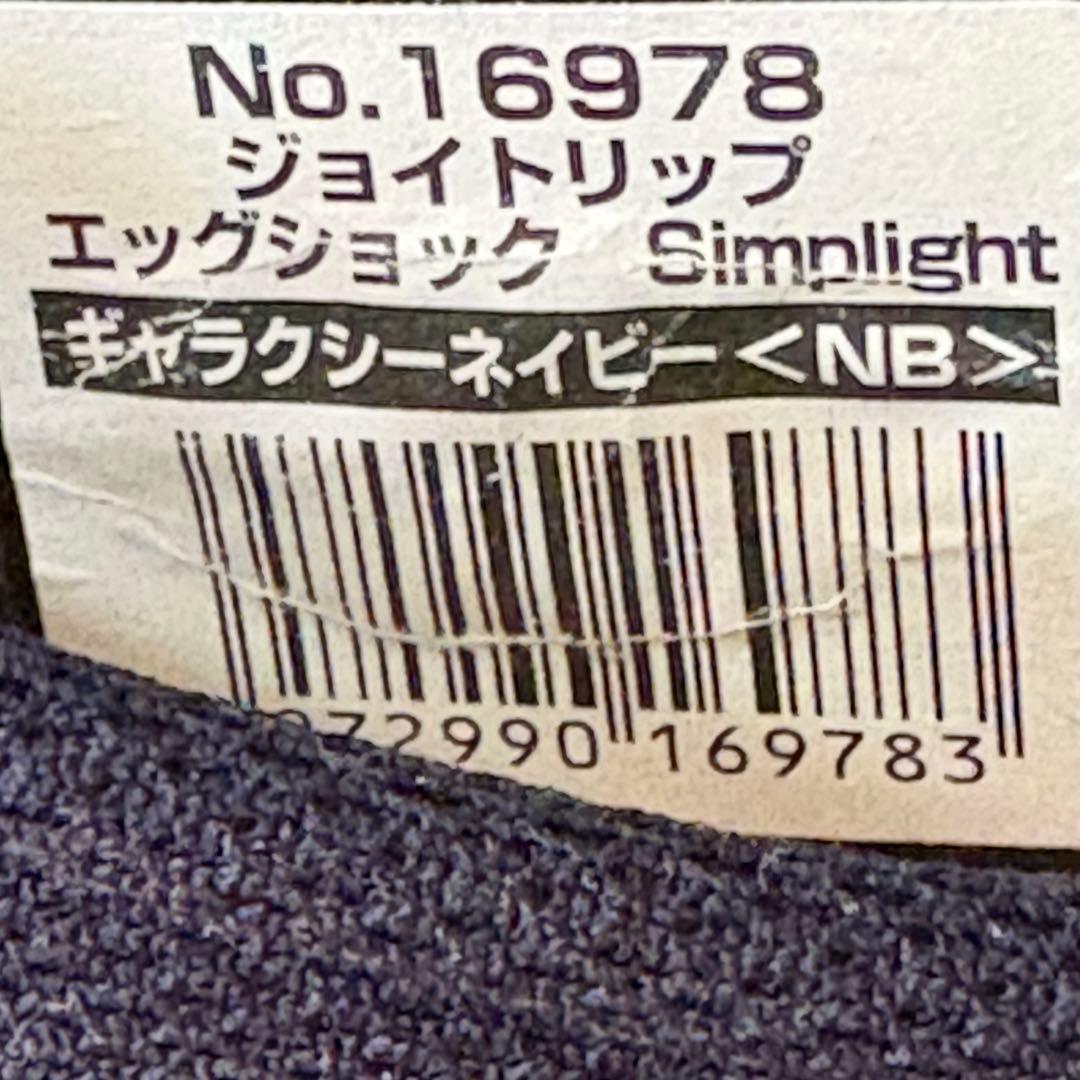 No.16978
ジョイトリップ
エッグショック Simplight
ギャラクシーネイビー<NB>
972990 169783